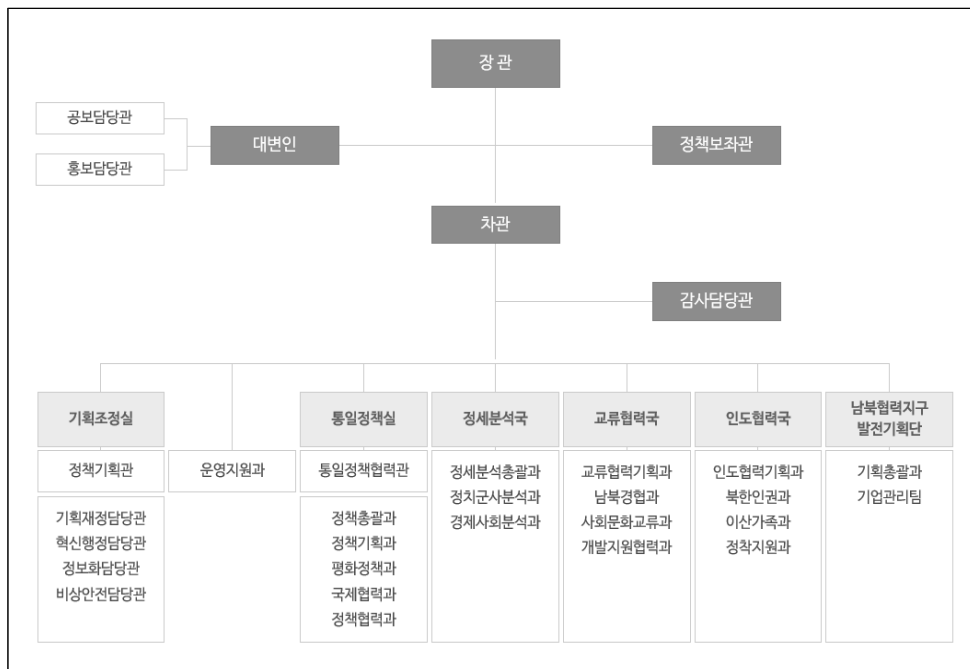 장 관
공보담당관
대변인
정책보좌관
홍보담당관
차관
감사담당관
기획조정실
정책기획관
기획재정담당관
혁신행정담당관
정보화담당관
비상안전담당관
운영지원과
통일정책실
통일정책협력관
정책총괄과
정책기획과
평화정책과
국제협력과
정책협력과
정세분석국
정세분석총괄과
정치군사분석과
경제사회분석과
교류협력국
교류협력기획과
남북경협과
사회문화교류과
개발지원협력과
인도협력국
인도협력기획과
북한인권과
이산가족과
정착지원과
남북협력지구
발전기획단
기획총괄과
기업관리팀